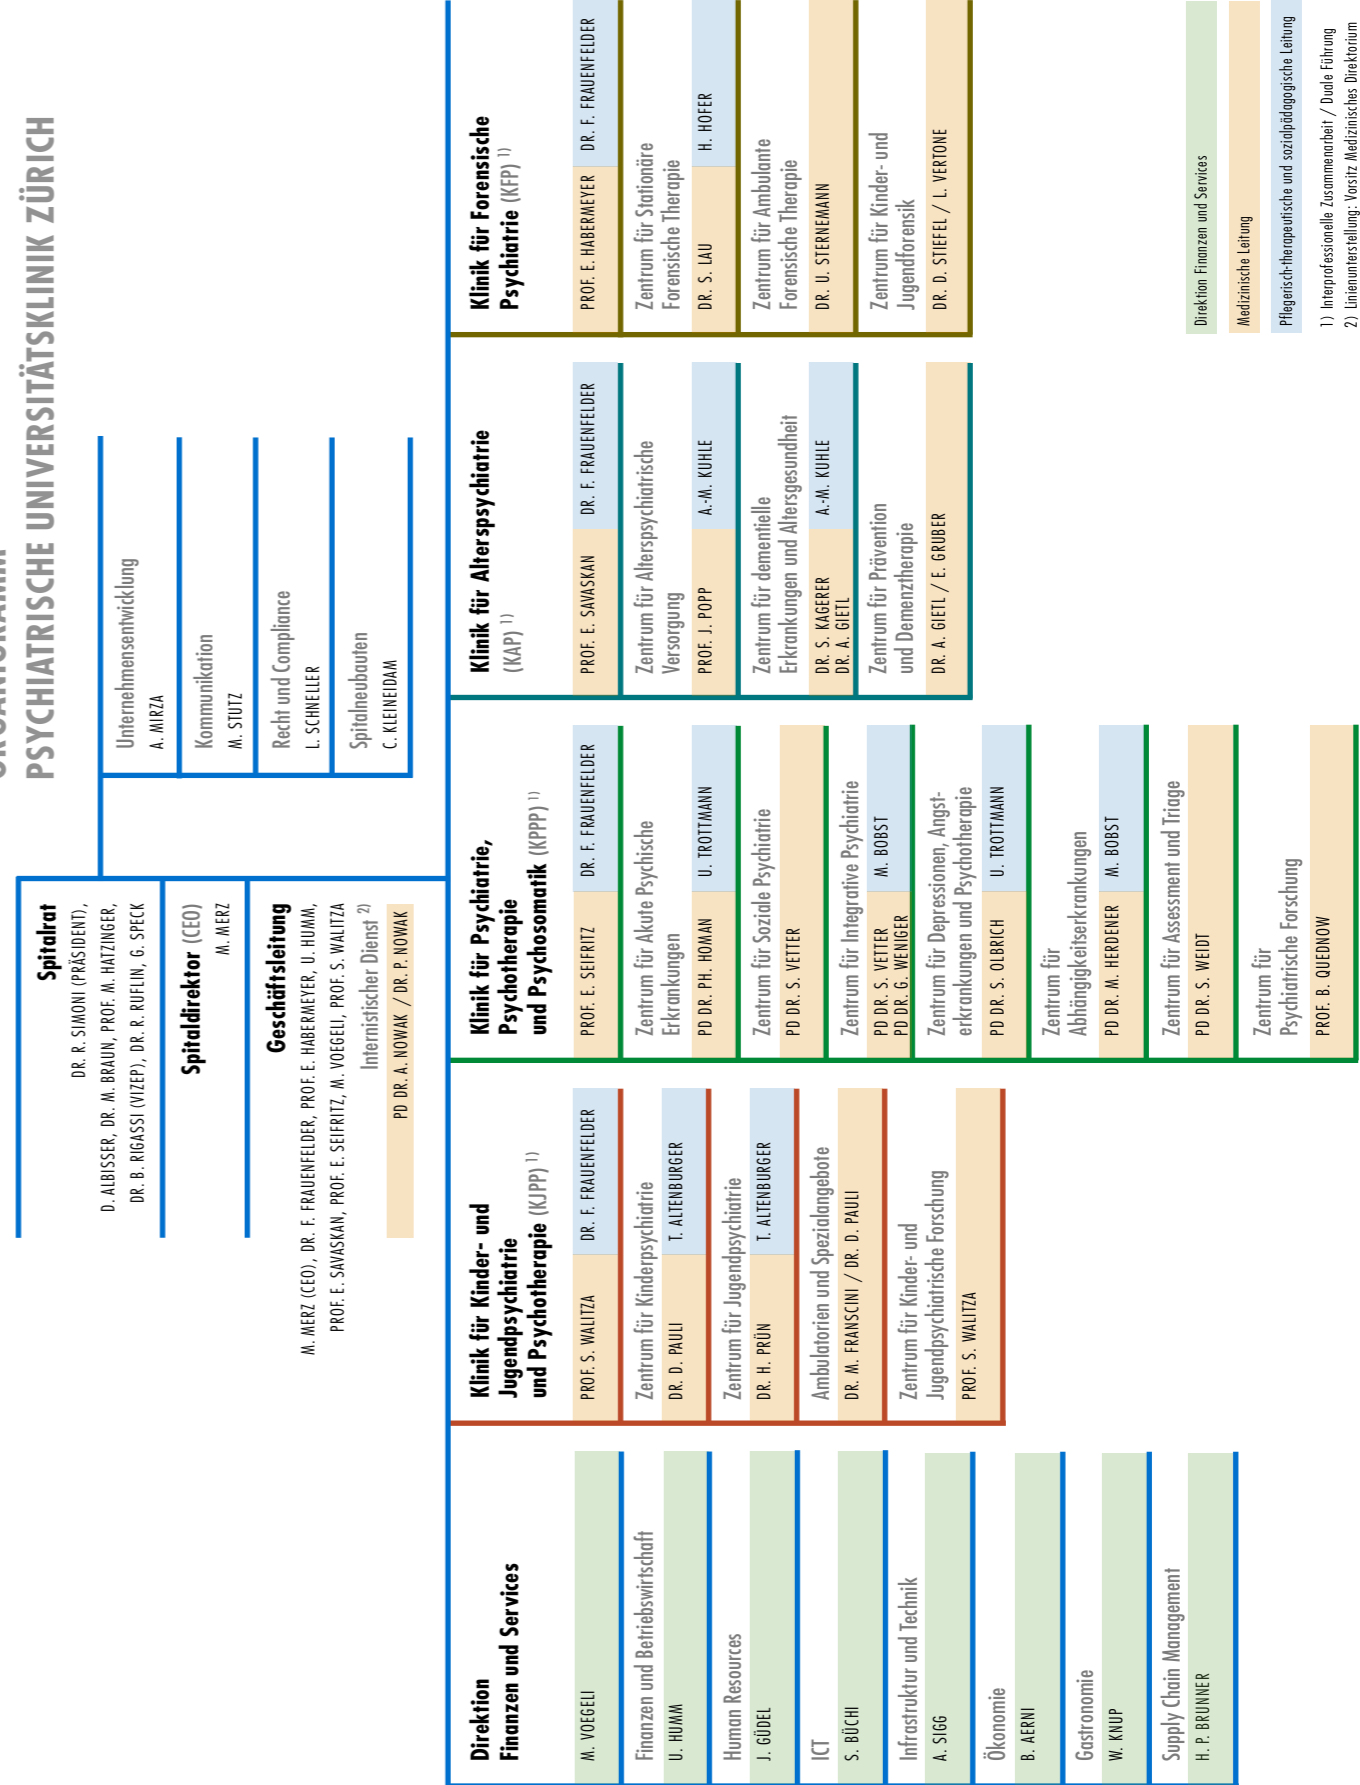 PSYCHIATRISCHE UNIVERSITÄTSKLINIK ZÜRICH
Spitalrat
DR. R. SIMONI (PRÄSIDENT),
D. ALBISSER, DR. M. BRAUN, PROF. M. HATZINGER,
DR. B. RIGASSI (VIZEP), DR. R. RUFLIN, G. SPECK
Spitaldirektor (CEO)
M. MERZ
Geschäftsleitung
M. MERZ (CEO), DR. F. FRAUENFELDER, PROF. E. HABERMEYER, U. HUMM,
PROF. E. SAVASKAN, PROF. E. SEIFRITZ, M. VOEGELI, PROF. S. WALITZA
Internistischer Dienst 2)
PD DR. A. NOWAK / DR. P. NOWAK
Unternehmensentwicklung
A. MIRZA
Kommunikation
M. STUTZ
Recht und Compliance
L. SCHNELLER
Spitalneubauten
C. KLEINEIDAM
Direktion
Finanzen und Services
M. VOEGELI
Finanzen und Betriebswirtschaft
U. HUMM
Human Resources
J. GÜDEL
ICT
S. BÜCHI
Infrastruktur und Technik
A. SIGG
Ökonomie
B. AERNI
Gastronomie
W. KNUP
Supply Chain Management
H. P. BRUNNER
Klinik für Kinder- und
Jugendpsychiatrie
und Psychotherapie (KJPP) 1)
PROF. S. WALITZA DR. F. FRAUENFELDER
Zentrum für Kinderpsychiatrie
DR. D. PAULI T. ALTENBURGER
Zentrum für Jugendpsychiatrie
DR. H. PRÜN T. ALTENBURGER
Ambulatorien und Spezialangebote
DR. M. FRANSCINI / DR. D. PAULI
Zentrum für Kinder- und
Jugendpsychiatrische Forschung
PROF. S. WALITZA
Klinik für Psychiatrie,
Psychotherapie
und Psychosomatik (KPPP) 1)
PROF. E. SEIFRITZ DR. F. FRAUENFELDER
Zentrum für Akute Psychische
Erkrankungen
PD DR. PH. HOMAN U. TROTTMANN
Zentrum für Soziale Psychiatrie
PD DR. S. VETTER
Zentrum für Integrative Psychiatrie
PD DR. S. VETTER M. BOBST
PD DR. G. WENIGER
Zentrum für Depressionen, Angst-
erkrankungen und Psychotherapie
PD DR. S. OLBRICH U. TROTTMANN
Zentrum für
Abhängigkeitserkrankungen
PD DR. M. HERDENER M. BOBST
Zentrum für Assessment und Triage
PD DR. S. WEIDT
Zentrum für
Psychiatrische Forschung
PROF. B. QUEDNOW
Klinik für Alterspsychiatrie
(KAP) 1)
PROF. E. SAVASKAN DR. F. FRAUENFELDER
Zentrum für Alterspsychiatrische
Versorgung
PROF. J. POPP A.-M. KUHLE
Zentrum für dementielle
Erkrankungen und Altersgesundheit
DR. S. KAGERER A.-M. KUHLE
DR. A. GIETL
Zentrum für Prävention
und Demenztherapie
DR. A. GIETL / E. GRUBER
Klinik für Forensische
Psychiatrie (KFP) 1)
PROF. E. HABERMEYER DR. F. FRAUENFELDER
Zentrum für Stationäre
Forensische Therapie
DR. S. LAU H. HOFER
Zentrum für Ambulante
Forensische Therapie
DR. U. STERNEMANN
Zentrum für Kinder- und
Jugendforensik
DR. D. STIEFEL / L. VERTONE
Direktion Finanzen und Services
Medizinische Leitung
Pflegerisch-therapeutische und sozialpädagogische Leitung
1) Interprofessionelle Zusammenarbeit / Duale Führung
2) Linienunterstellung: Vorsitz Medizinisches Direktorium